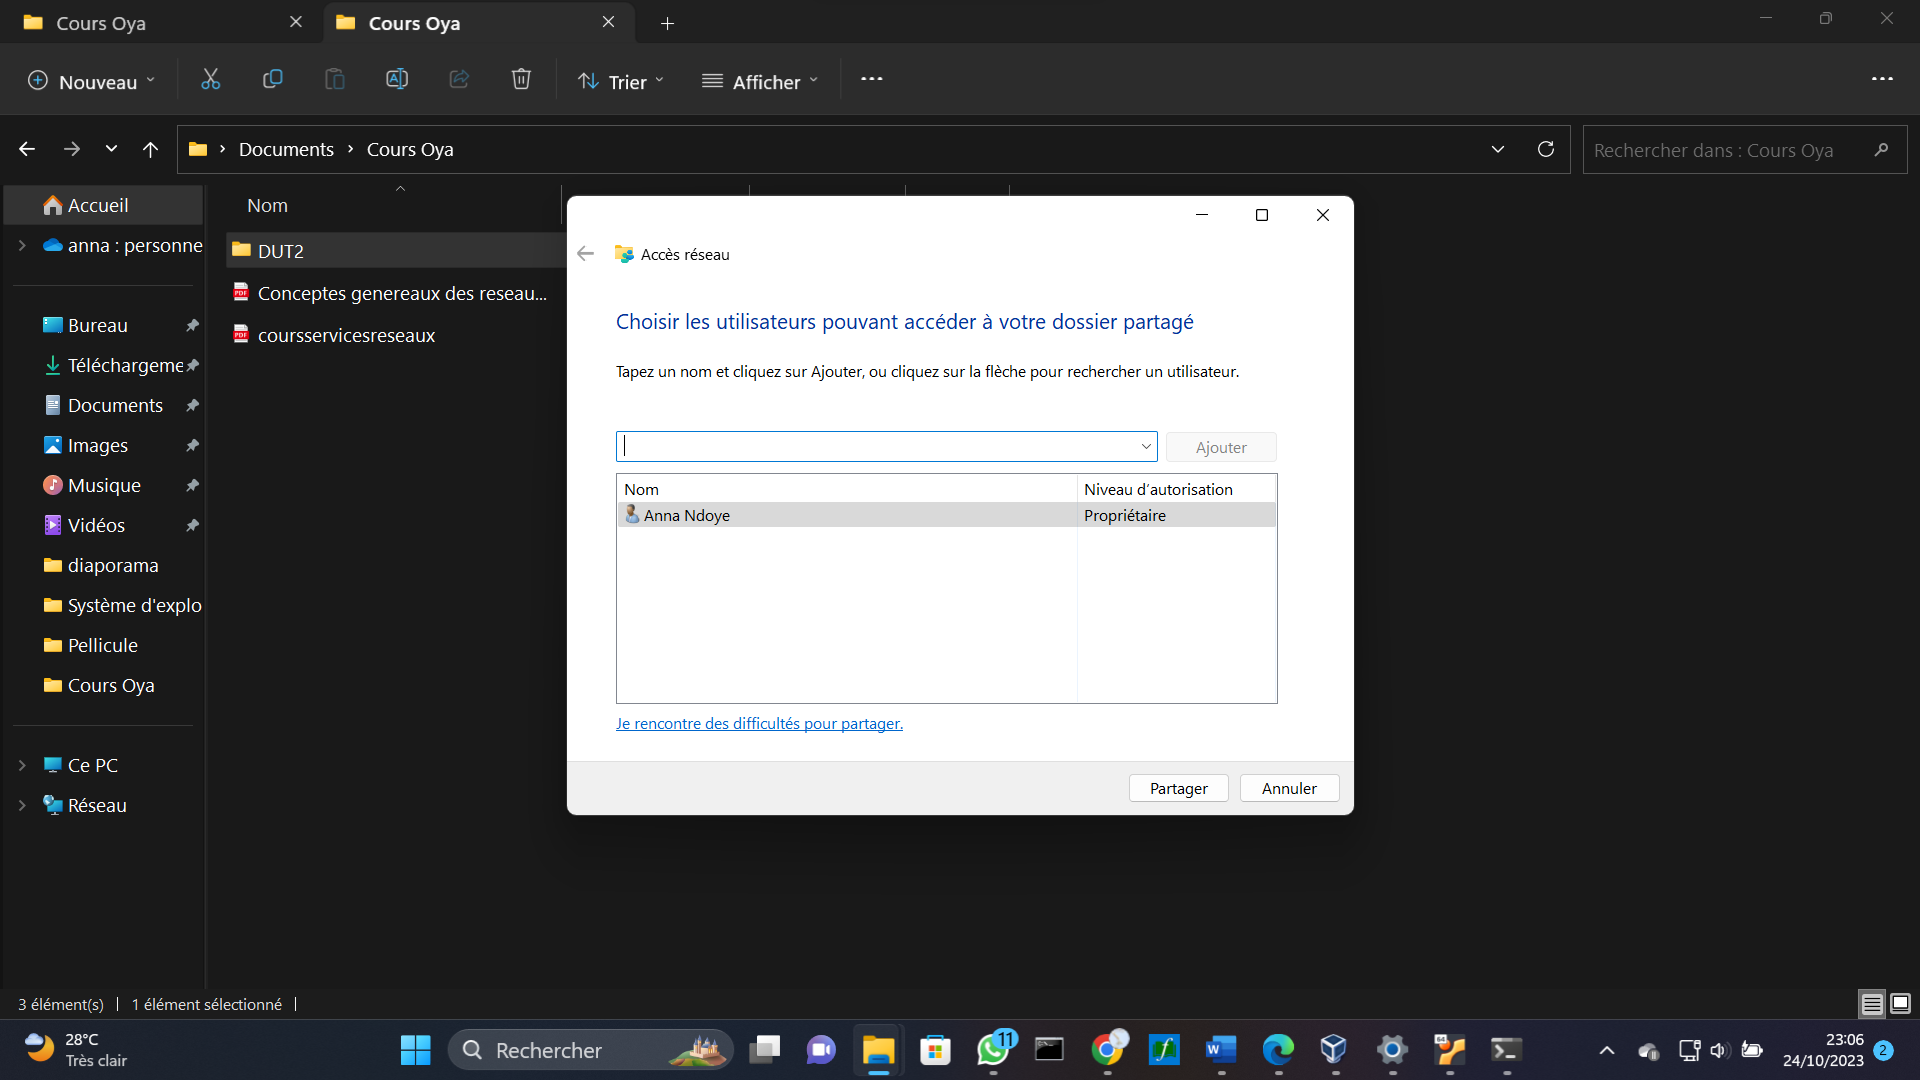 Cours Oya
Cours Oya
Nouveau
Trier
Afficher
Documents
Cours Oya
Rechercher dans : Cours Oya
Accueil
anna : personne
Bureau
Téléchargeme
Documents
Images
Musique
Vidéos
diaporama
Système d'explo
Pellicule
Cours Oya
Ce PC
Réseau
Nom
DUT2
Conceptes genereaux des reseau...
coursservicesreseaux
Accès réseau
Choisir les utilisateurs pouvant accéder à votre dossier partagé
Tapez un nom et cliquez sur Ajouter, ou cliquez sur la flèche pour rechercher un utilisateur.
Ajouter
Nom Niveau d'autorisation
Anna Ndoye Propriétaire
Je rencontre des difficultés pour partager.
Partager Annuler
3 élément(s) 1 élément sélectionné
28°C
Très clair
Rechercher
11
23:06
24/10/2023
2